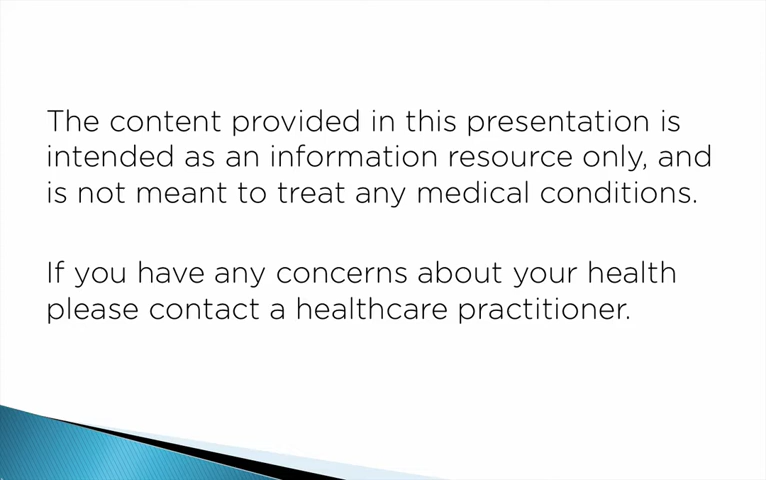 The content provided in this presentation is
intended as an information resource only, and
is not meant to treat any medical conditions.
If you have any concerns about your health
please contact a healthcare practitioner.